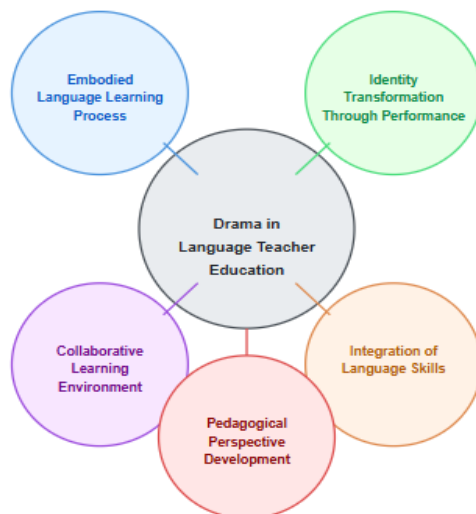 Embodied
Language Learning
Process
Identity
Transformation
Through Performance
Drama in
Language Teacher
Education
Collaborative
Learning
Environment
Integration of
Language Skills
Pedagogical
Perspective
Development